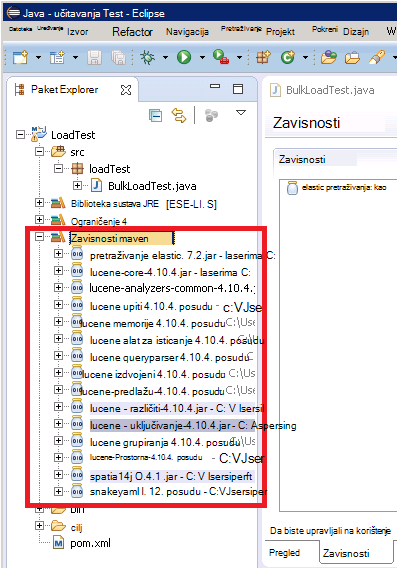 Java - učitavanja Test - Eclipse
Datoteka Uređivanje Izvor Refactor Navigacija Pretraživanje Projekt Pokreni Dizajn W
Paket Explorer
LoadTest
src
loadTest
BulkLoadTest.java
Biblioteka sustava JRE [ESE-LI. S]
Ograničenje 4
Zavisnosti maven
pretraživanje elastic. 7.2.jar - laserima C:
lucene-core-4.10.4.jar - laserima C:
lucene-analyzers-common-4.10.4.j
lucene upiti 4.10.4. posudu - c:VJser
lucene memorije 4.10.4. posudu C:\Use
lucene alat za isticanje 4.10.4. posudu
lucene queryparser 4.10.4. posudu C:\
lucene izdvojeni 4.10.4. posudu C:\Us
lucene-predlažu-4.10.4. posudu C:\U
lucene - različiti-4.10.4.jar - C: V Isersil
lucene - uključivanje-4.10.4.jar- C: Aspersing
lucene grupiranja 4.10.4. posudu C:\
lucene-Prostorna-4.10.4. posudu - C:VJser
spatia14j O.4.1 .jar - C: V Isersiperft
snakeyaml l. 12. posudu - C:VJsersiper
bin
cilj
pom.xml
BulkLoadTest.java
Zavisnosti
Zavisnosti
elastic pretraživanja: kao
Da biste upravljali na korištenje
Pregled Zavisnosti